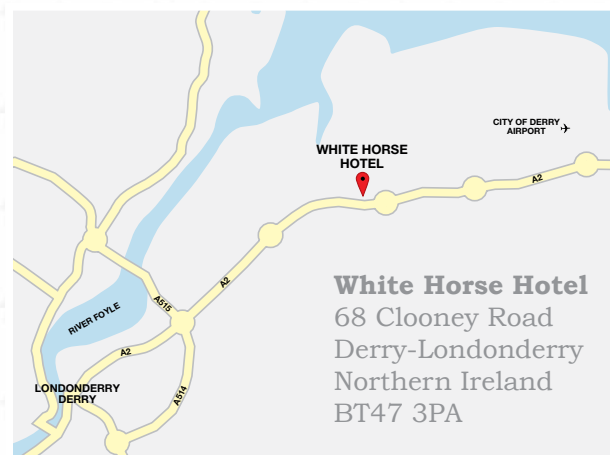 CITY OF DERRY
AIRPORT
WHITE HORSE
HOTEL
A2
A2
A515
RIVER FOYLE
A2
LONDONDERRY
DERRY
A514
White Horse Hotel
68 Clooney Road
Derry-Londonderry
Northern Ireland
BT47 3PA